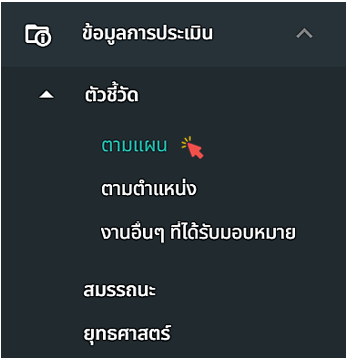 ข้อมูลการประเมิน
ตัวชี้วัด
ตามแผน
ตามตำแหน่ง
งานอื่นๆ ที่ได้รับมอบหมาย
สมรรถนะ
ยุทธศาสตร์